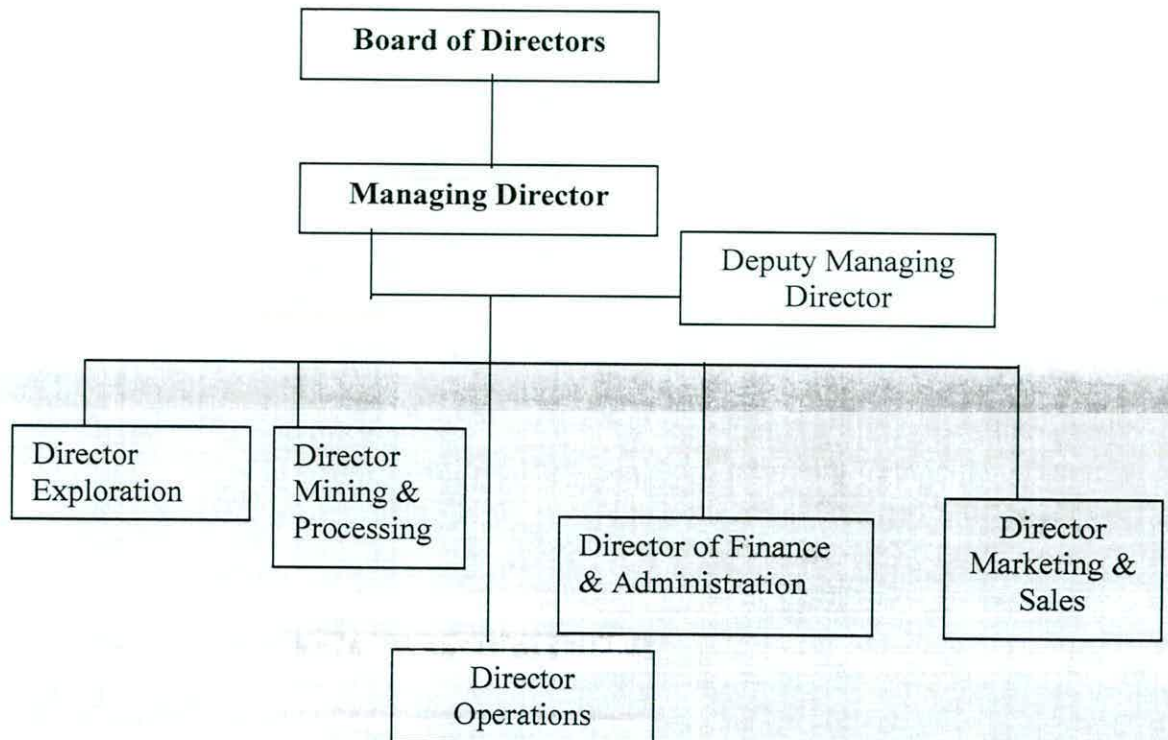 Board of Directors
Managing Director
Deputy Managing
Director
Director
Exploration
Director
Mining &
Processing
Director of Finance
& Administration
Director
Marketing &
Sales
Director
Operations